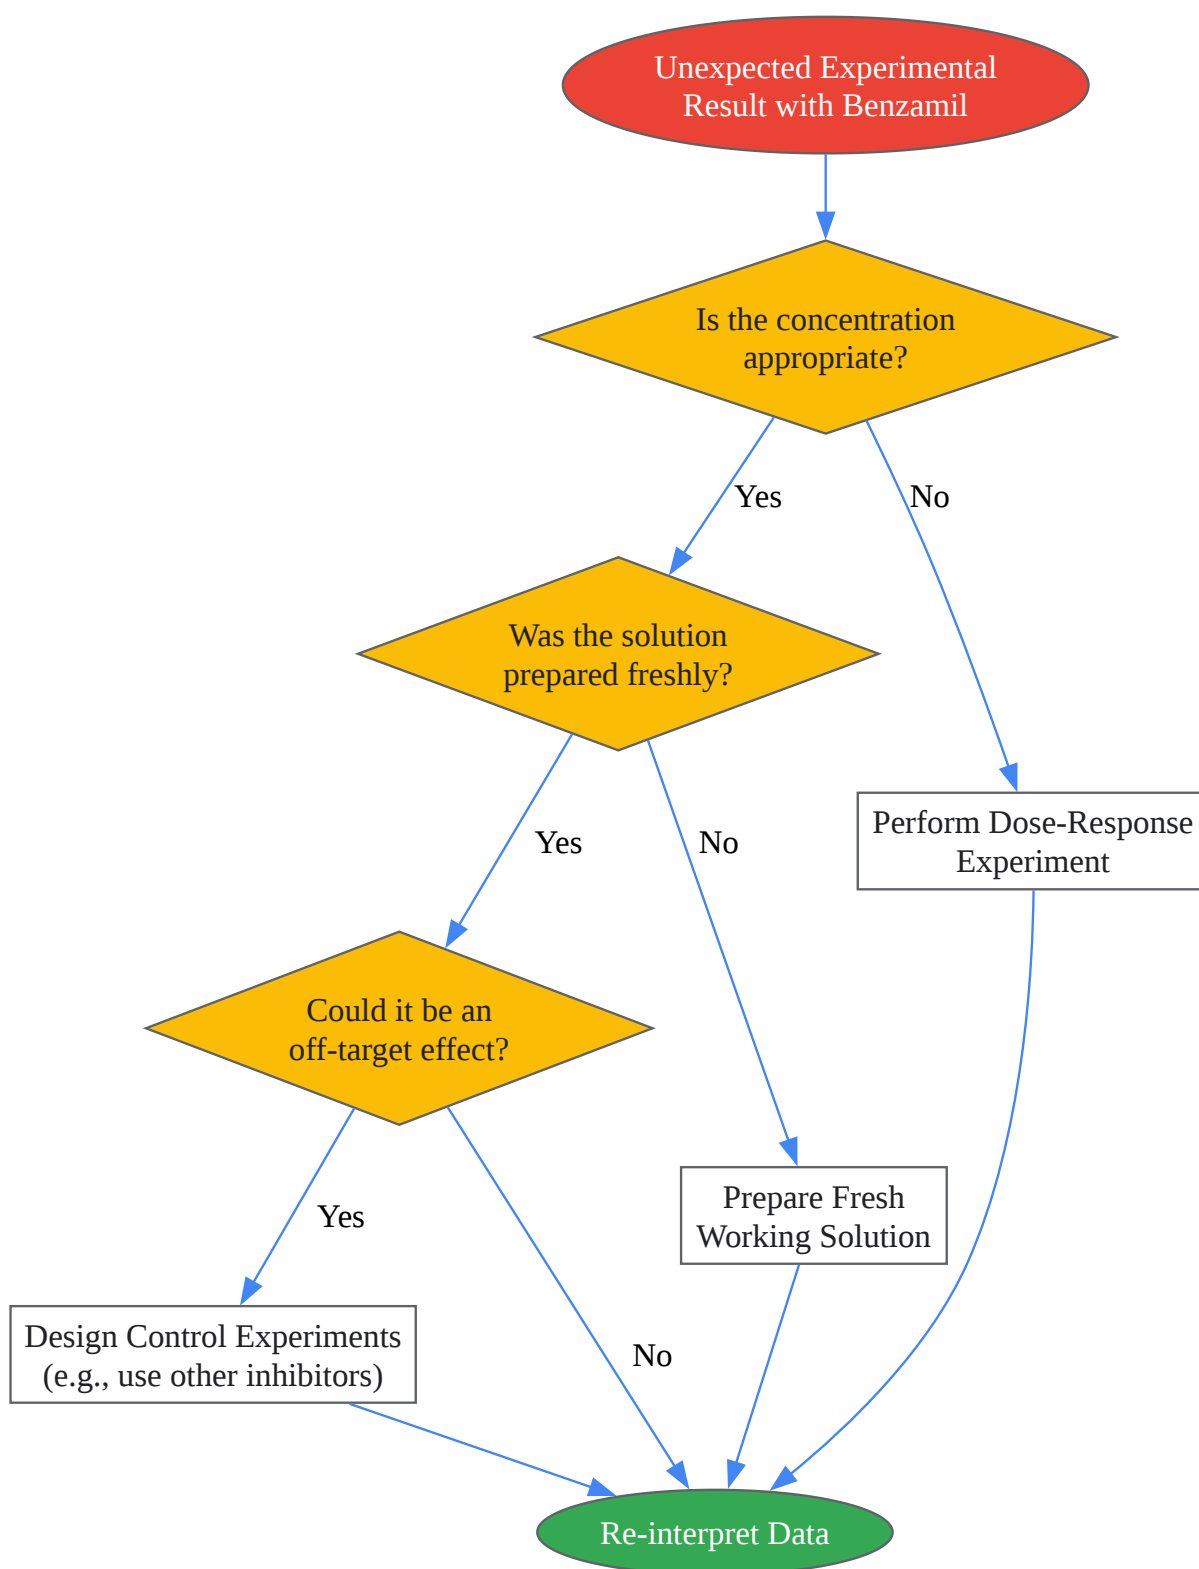 Unexpected Experimental
Result with Benzamil
Is the concentration
appropriate?
Yes
No
Was the solution
prepared freshly?
Yes
No
Perform Dose-Response
Experiment
Could it be an
off-target effect?
Yes
No
Prepare Fresh
Working Solution
Design Control Experiments
(e.g., use other inhibitors)
Re-interpret Data